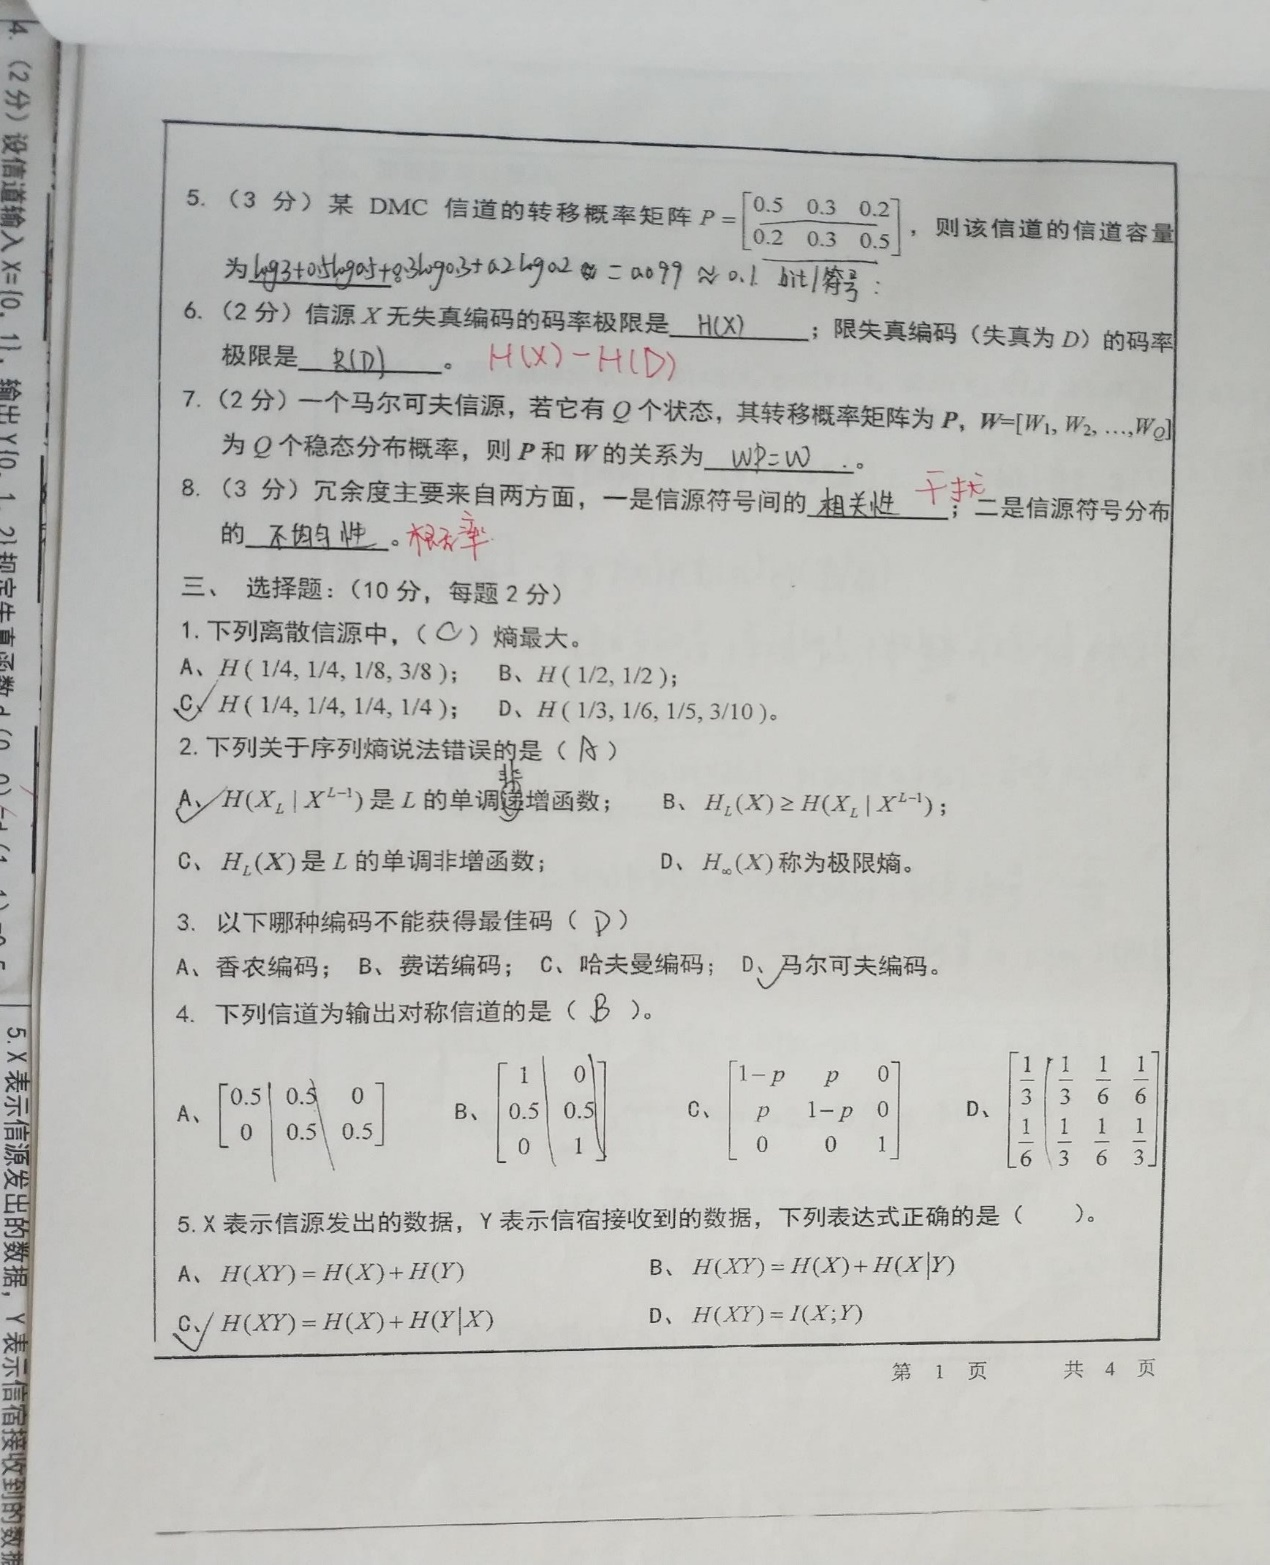 4. (2分) 设信道输入X={0, 1}, 输出Y{0, 1, 2}
5. X 表示信源发出的数据, Y 表示信宿接收到的数据
5. (3 分) 某 DMC 信道的转移概率矩阵 P = [0.5 0.3 0.2
0.2 0.3 0.5], 则该信道的信道容量
为 log3+0.5log0.5+0.3log0.3+0.2log0.2 = 0.099 ≈ 0.1 bit/符号 ;
6. (2分) 信源 X 无失真编码的码率极限是 H(X) ; 限失真编码 (失真为 D) 的码率
极限是 R(D) 。 H(X)-H(D)
7. (2分) 一个马尔可夫信源, 若它有 Q 个状态, 其转移概率矩阵为 P, W=[W1, W2, …,WQ]
为 Q 个稳态分布概率, 则 P 和 W 的关系为 WP=W 。
8. (3 分) 冗余度主要来自两方面, 一是信源符号间的 相关性 干扰 ; 二是信源符号分布
的 不均匀性 。
三、 选择题: (10分, 每题2分)
1. 下列离散信源中, ( C ) 熵最大。
A、H ( 1/4, 1/4, 1/8, 3/8 ); B、H ( 1/2, 1/2 );
C、H ( 1/4, 1/4, 1/4, 1/4 ); D、H ( 1/3, 1/6, 1/5, 3/10 )。
2. 下列关于序列熵说法错误的是 ( A )
非
A、H(X_L | X^{L-1}) 是 L 的单调递增函数; B、H_L(X) ≥ H(X_L | X^{L-1});
C、H_L(X) 是 L 的单调非增函数; D、H_∞(X) 称为极限熵。
3. 以下哪种编码不能获得最佳码 ( D )
A、香农编码; B、费诺编码; C、哈夫曼编码; D、马尔可夫编码。
4. 下列信道为输出对称信道的是 ( B )。
A、[0.5 0.5 0
0 0.5 0.5] B、[1 0
0.5 0.5
0 1] C、[1-p p 0
p 1-p 0
0 0 1] D、[1/3 1/3 1/6 1/6
1/6 1/3 1/6 1/3]
5. X 表示信源发出的数据, Y 表示信宿接收到的数据, 下列表达式正确的是 ( )。
A、H(XY) = H(X)+H(Y) B、H(XY) = H(X)+H(X|Y)
C、H(XY) = H(X)+H(Y|X) D、H(XY) = I(X;Y)
第 1 页 共 4 页